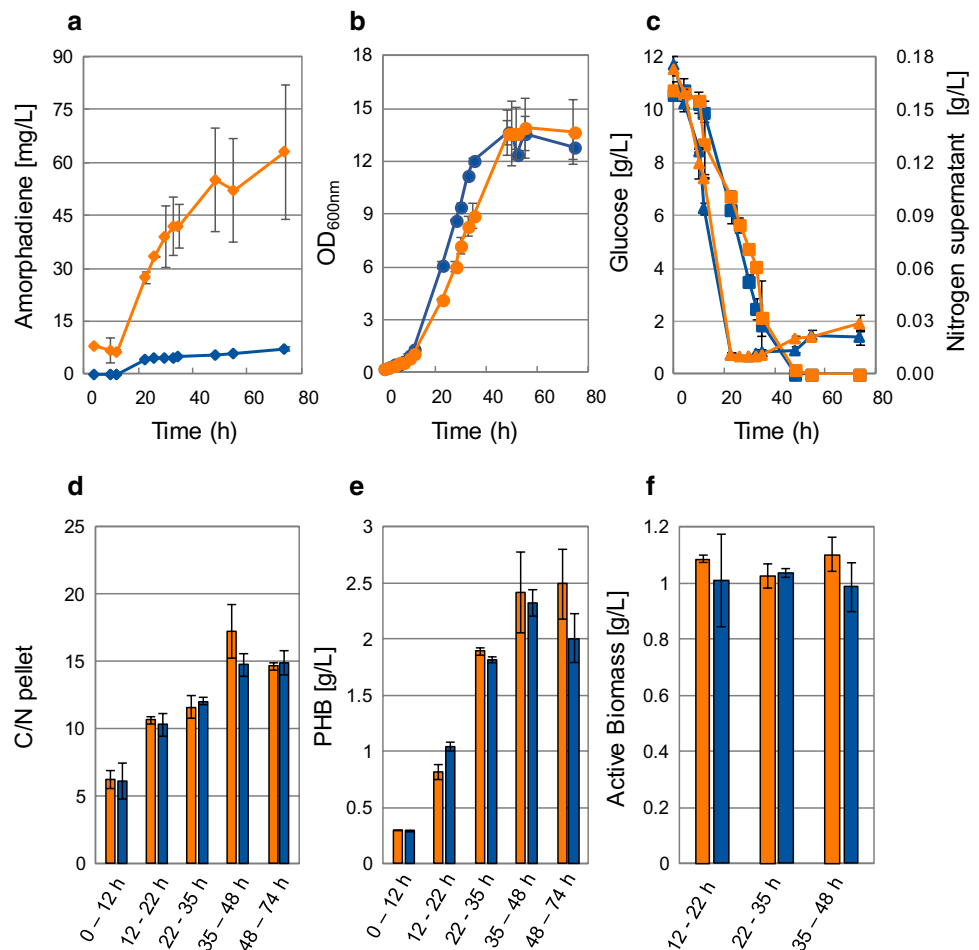 a
Amorphadiene [mg/L]
90
75
60
45
30
15
0
0 20 40 60 80
Time (h)
b
OD600nm
18
15
12
9
6
3
0
0 20 40 60 80
Time (h)
c
Glucose [g/L]
12
10
8
6
4
2
0
Nitrogen supernatant [g/L]
0.18
0.15
0.12
0.09
0.06
0.03
0.00
0 20 40 60 80
Time (h)
d
C/N pellet
25
20
15
10
5
0
0 – 12 h
12 - 22 h
22 - 35 h
35 – 48 h
48 – 74 h
e
PHB [g/L]
3
2.5
2
1.5
1
0.5
0
0 – 12 h
12 - 22 h
22 - 35 h
35 – 48 h
48 – 74 h
f
Active Biomass [g/L]
1.2
1
0.8
0.6
0.4
0.2
0
12 - 22 h
22 - 35 h
35 – 48 h